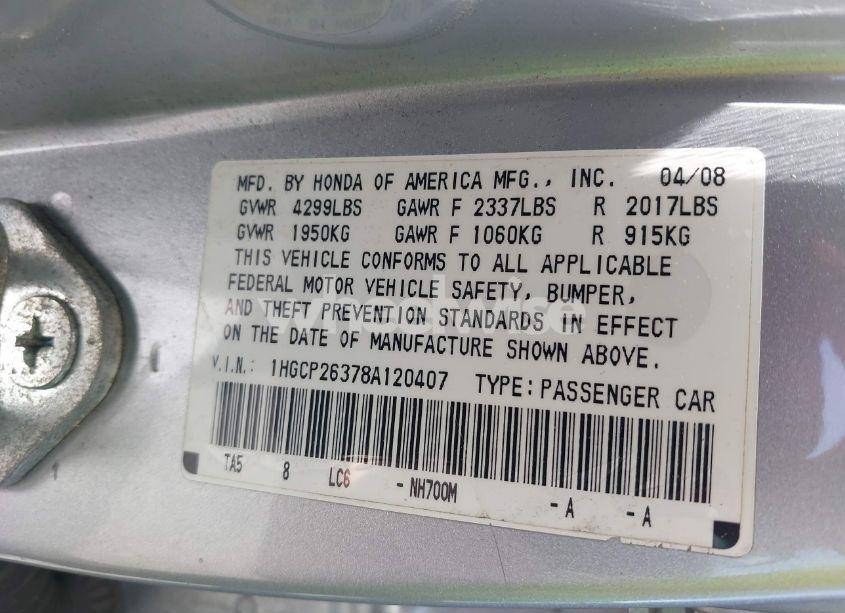 MFD. BY HONDA OF AMERICA MFG., INC. 04/08
GVWR 4299LBS GAWR F 2337LBS R 2017LBS
GVWR 1950KG GAWR F 1060KG R 915KG
THIS VEHICLE CONFORMS TO ALL APPLICABLE
FEDERAL MOTOR VEHICLE SAFETY, BUMPER,
AND THEFT PREVENTION STANDARDS IN EFFECT
ON THE DATE OF MANUFACTURE SHOWN ABOVE.
V.I.N.: 1HGCP26378A120407 TYPE: PASSENGER CAR
TA5 8 LC6 - NH700M - A - A